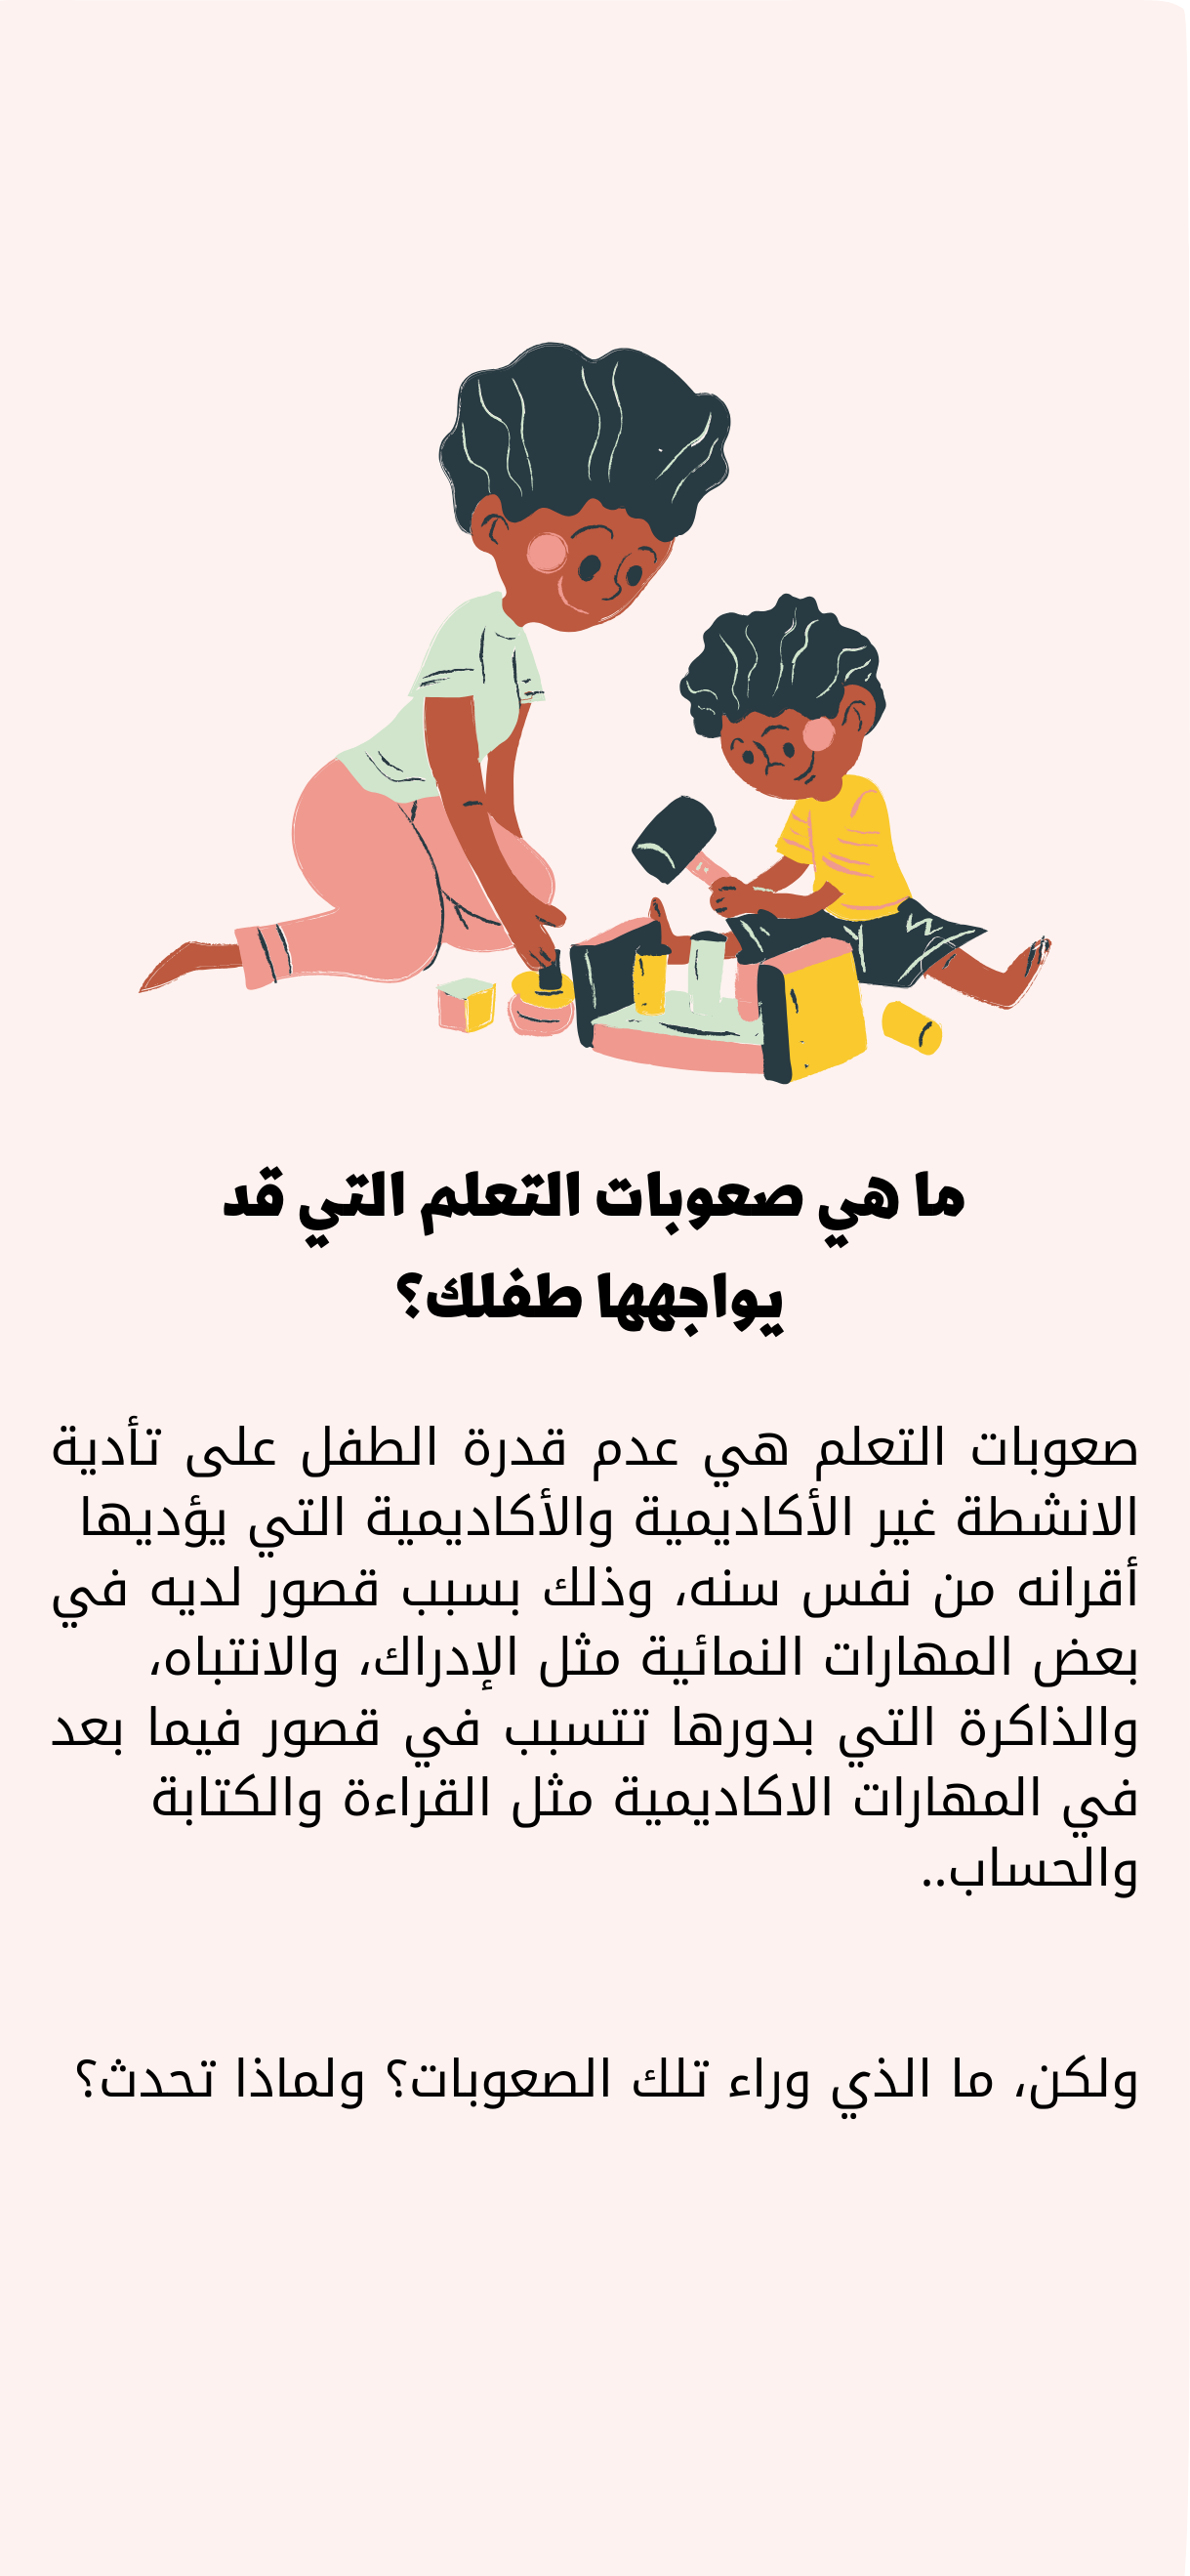 ما هي صعوبات التعلم التي قد
يواجهها طفلك؟
صعوبات التعلم هي عدم قدرة الطفل على تأدية
الانشطة غير الأكاديمية والأكاديمية التي يؤديها
أقرانه من نفس سنه، وذلك بسبب قصور لديه في
بعض المهارات النمائية مثل الإدراك، والانتباه،
والذاكرة التي بدورها تتسبب في قصور فيما بعد
في المهارات الاكاديمية مثل القراءة والكتابة
والحساب..
ولكن، ما الذي وراء تلك الصعوبات؟ ولماذا تحدث؟